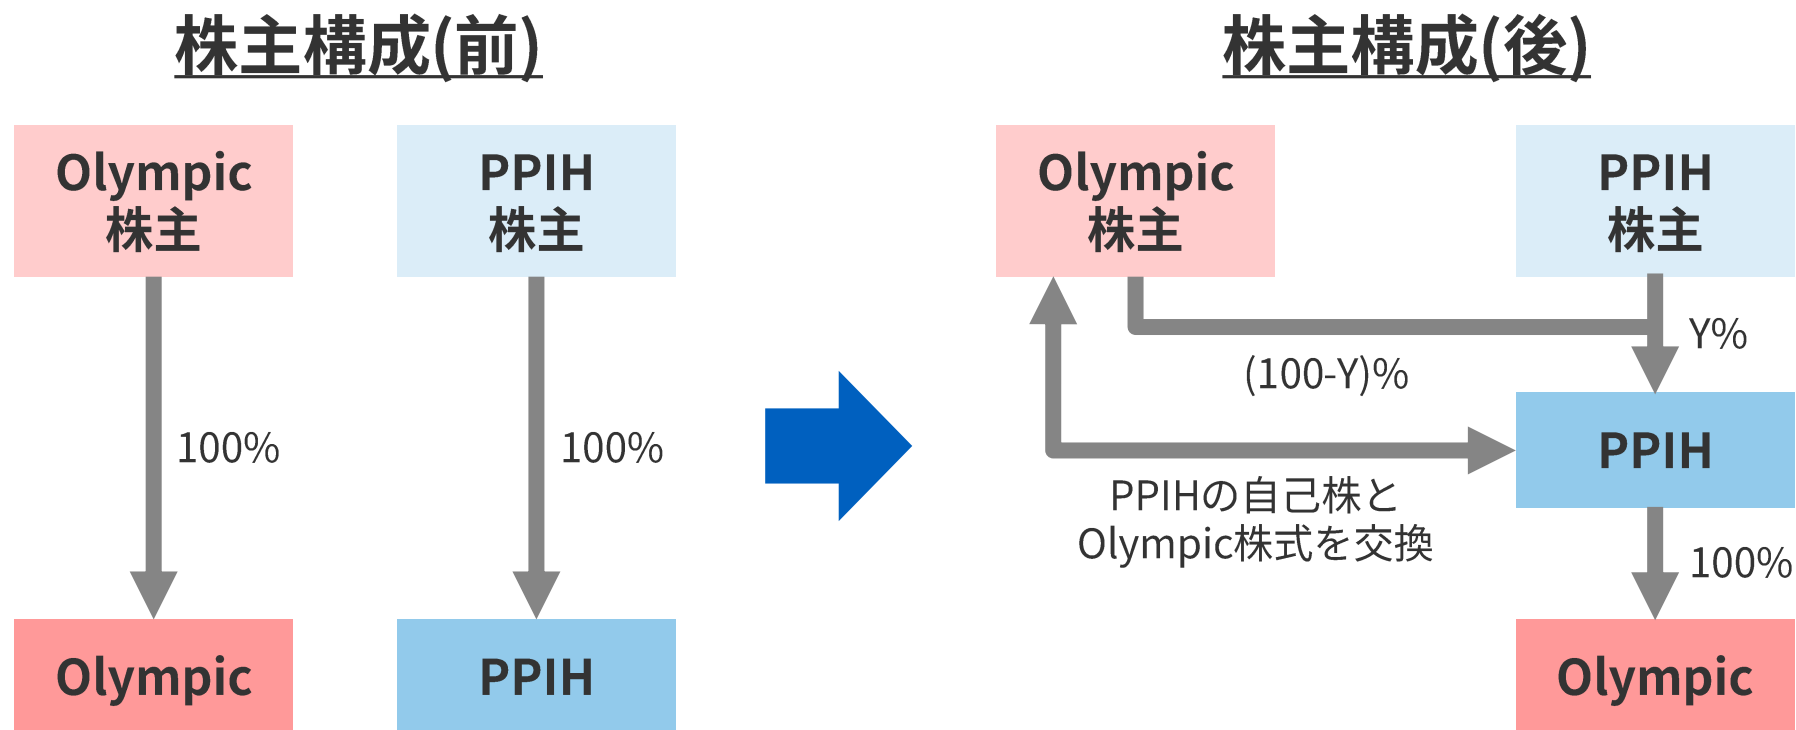 株主構成(前)
Olympic
株主
PPIH
株主
100%
100%
Olympic
PPIH
株主構成(後)
Olympic
株主
PPIH
株主
Y%
(100-Y)%
PPIH
PPIHの自己株と
Olympic株式を交換
100%
Olympic